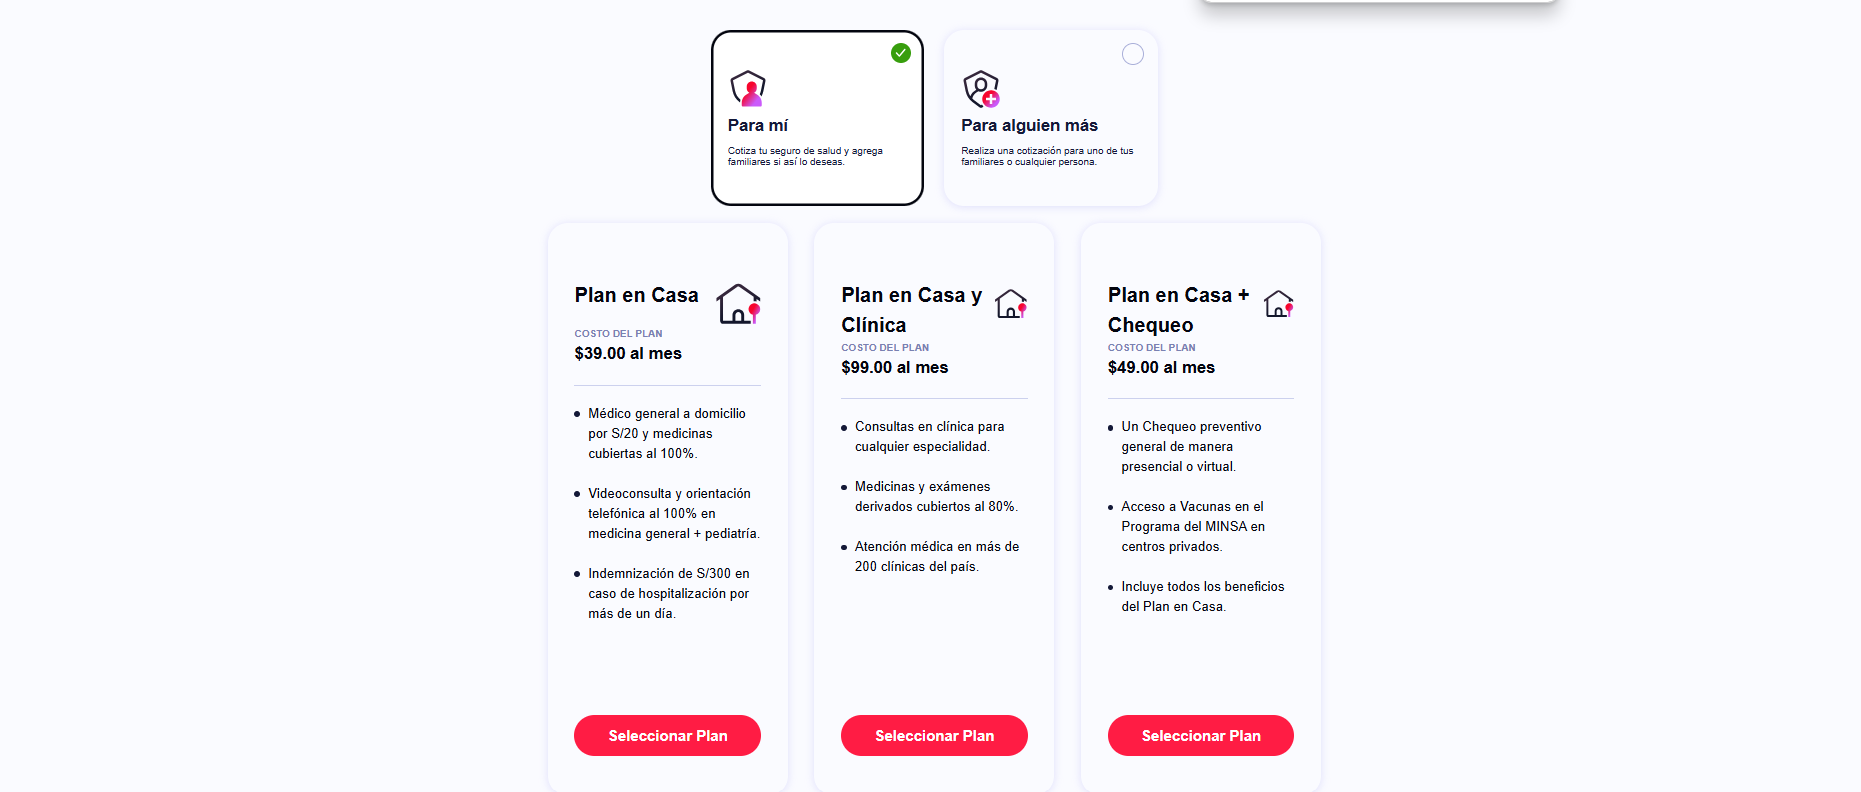 Para mí
Cotiza tu seguro de salud y agrega
familiares si así lo deseas.
Para alguien más
Realiza una cotización para uno de tus
familiares o cualquier persona.
Plan en Casa
COSTO DEL PLAN
$39.00 al mes
Médico general a domicilio
por S/20 y medicinas
cubiertas al 100%.
Videoconsulta y orientación
telefónica al 100% en
medicina general + pediatría.
Indemnización de S/300 en
caso de hospitalización por
más de un día.
Seleccionar Plan
Plan en Casa y
Clínica
COSTO DEL PLAN
$99.00 al mes
Consultas en clínica para
cualquier especialidad.
Medicinas y exámenes
derivados cubiertos al 80%.
Atención médica en más de
200 clínicas del país.
Seleccionar Plan
Plan en Casa +
Chequeo
COSTO DEL PLAN
$49.00 al mes
Un Chequeo preventivo
general de manera
presencial o virtual.
Acceso a Vacunas en el
Programa del MINSA en
centros privados.
Incluye todos los beneficios
del Plan en Casa.
Seleccionar Plan